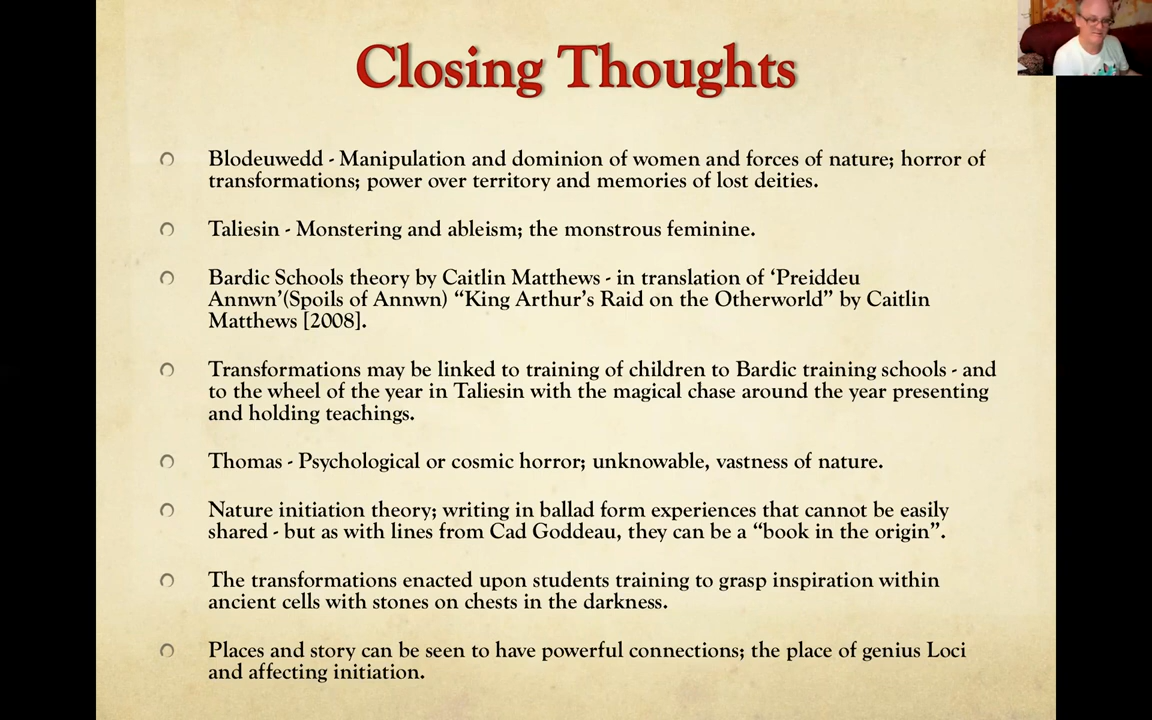 Closing Thoughts
Blodeuwedd - Manipulation and dominion of women and forces of nature; horror of
transformations; power over territory and memories of lost deities.
Taliesin - Monstering and ableism; the monstrous feminine.
Bardic Schools theory by Caitlin Matthews - in translation of ‘Preiddeu
Annwn’(Spoils of Annwn) “King Arthur’s Raid on the Otherworld” by Caitlin
Matthews [2008].
Transformations may be linked to training of children to Bardic training schools - and
to the wheel of the year in Taliesin with the magical chase around the year presenting
and holding teachings.
Thomas - Psychological or cosmic horror; unknowable, vastness of nature.
Nature initiation theory; writing in ballad form experiences that cannot be easily
shared - but as with lines from Cad Goddeau, they can be a “book in the origin”.
The transformations enacted upon students training to grasp inspiration within
ancient cells with stones on chests in the darkness.
Places and story can be seen to have powerful connections; the place of genius Loci
and affecting initiation.